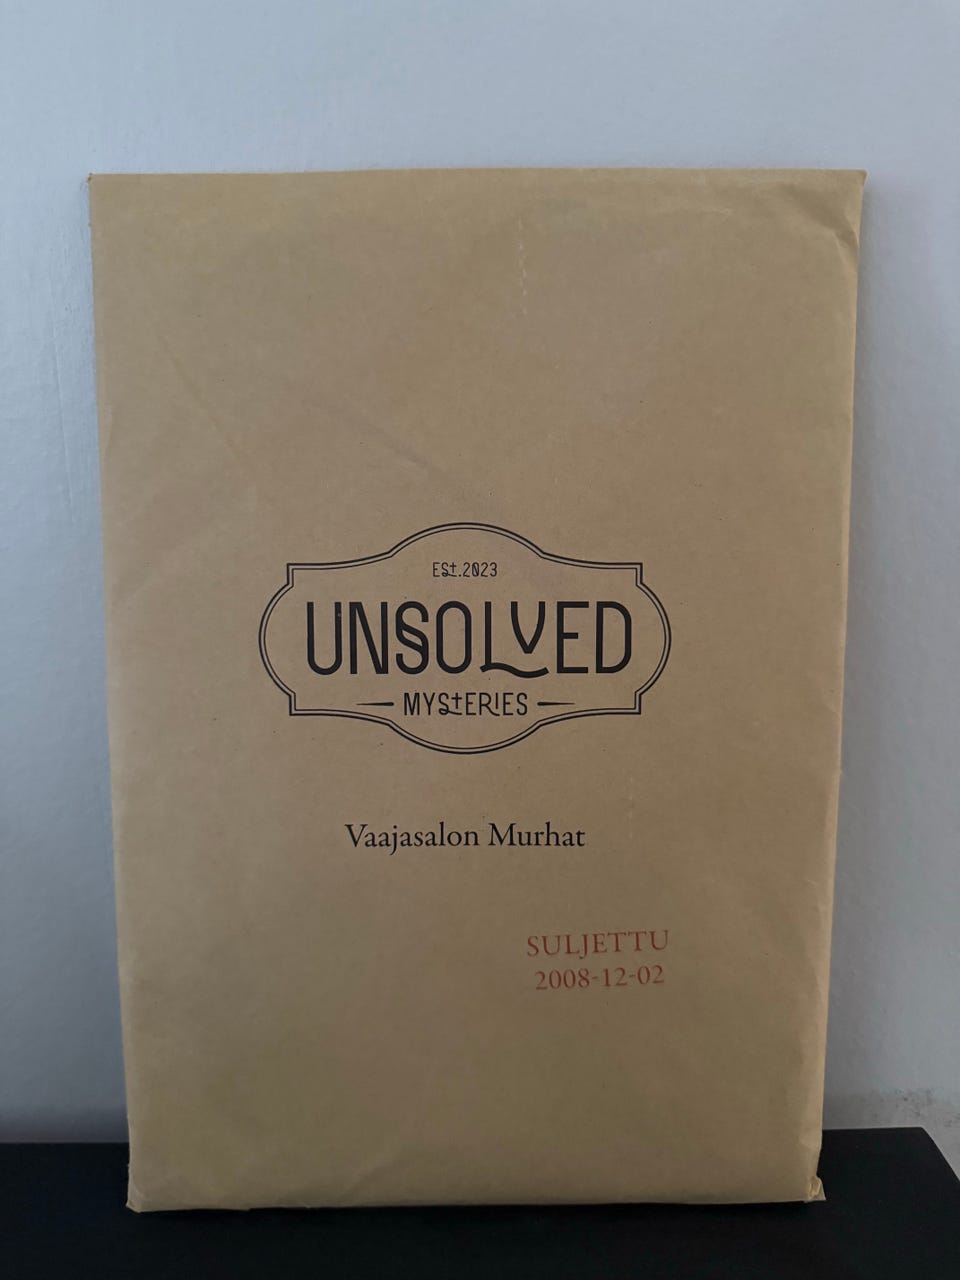 Est.2023
UNSOLVED
MYSTERIES
Vaajasalon Murhat
SULJETTU
2008-12-02